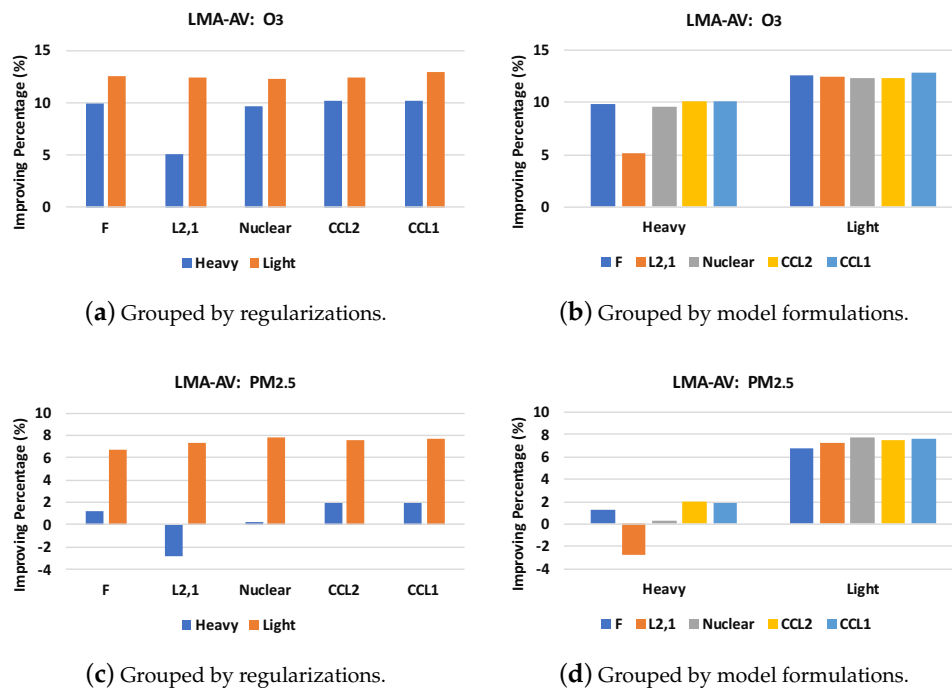 LMA-AV: O3
Improving Percentage (%)
15
10
5
0
F L2,1 Nuclear CCL2 CCL1
Heavy Light
(a) Grouped by regularizations.
LMA-AV: O3
Improving Percentage (%)
15
10
5
0
Heavy Light
F L2,1 Nuclear CCL2 CCL1
(b) Grouped by model formulations.
LMA-AV: PM2.5
Improving Percentage (%)
10
8
6
4
2
0
-2
-4
F L2,1 Nuclear CCL2 CCL1
Heavy Light
(c) Grouped by regularizations.
LMA-AV: PM2.5
Improving Percentage (%)
10
8
6
4
2
0
-2
-4
Heavy Light
F L2,1 Nuclear CCL2 CCL1
(d) Grouped by model formulations.